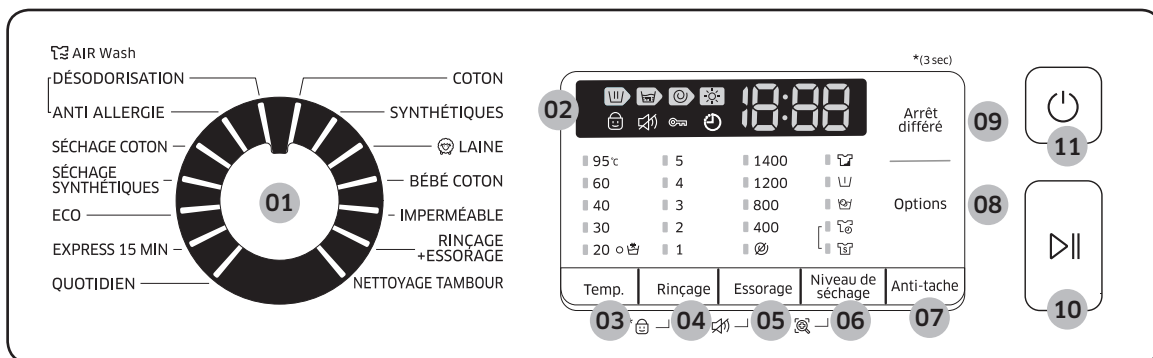 AIR Wash
DÉSODORISATION
ANTI ALLERGIE
SÉCHAGE COTON
SÉCHAGE
SYNTHÉTIQUES
ECO
EXPRESS 15 MIN
QUOTIDIEN
01
COTON
SYNTHÉTIQUES
LAINE
BÉBÉ COTON
IMPERMÉABLE
RINÇAGE
+ESSORAGE
NETTOYAGE TAMBOUR
*(3 sec)
02
18:88
95℃ 5 1400
60 4 1200
40 3 800
30 2 400
20 1
Temp. Rinçage Essorage Niveau de séchage Anti-tache
03 * 04 05 06 07
Arrêt
différé
09
Options
08
11
10